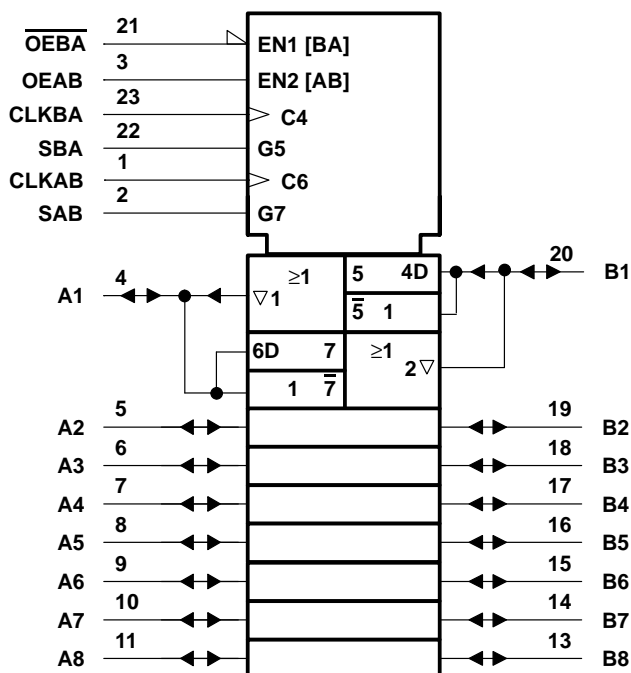 OEBA 21 EN1 [BA]
OEAB 3 EN2 [AB]
CLKBA 23 C4
SBA 22 G5
CLKAB 1 C6
SAB 2 G7
A1 4 ▽1 ≥1 5 4D 20 B1
5̅ 1
6D 7 ≥1 2▽
1 7̅
A2 5 19 B2
A3 6 18 B3
A4 7 17 B4
A5 8 16 B5
A6 9 15 B6
A7 10 14 B7
A8 11 13 B8